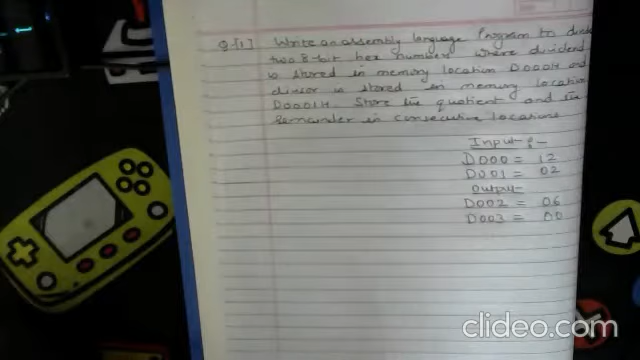 Q.[1] Write an assembly language Program to divide
two 8-bit hex number where dividend
is stored in memory location D000H and
divisor is stored in memory location
D0001H. Store the quotient and the
remainder in consecutive locations
Input :-
D000 = 12
D001 = 02
Output-
D002 = 06
D003 = 00
clideo.com